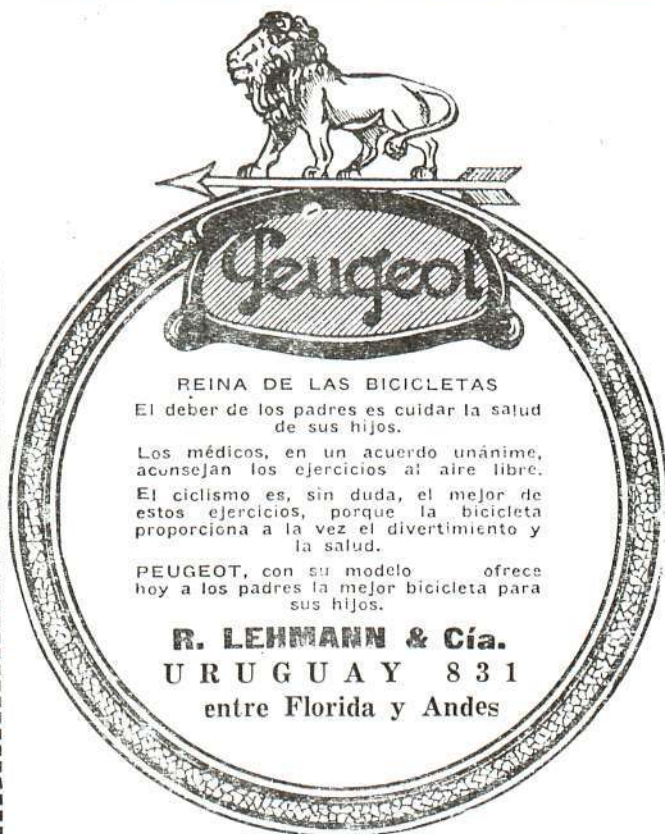 Peugeot
REINA DE LAS BICICLETAS
El deber de los padres es cuidar la salud
de sus hijos.
Los médicos, en un acuerdo unánime,
aconsejan los ejercicios al aire libre.
El ciclismo es, sin duda, el mejor de
estos ejercicios, porque la bicicleta
proporciona a la vez el divertimiento y
la salud.
PEUGEOT, con su modelo ofrece
hoy a los padres la mejor bicicleta para
sus hijos.
R. LEHMANN & Cía.
URUGUAY 831
entre Florida y Andes